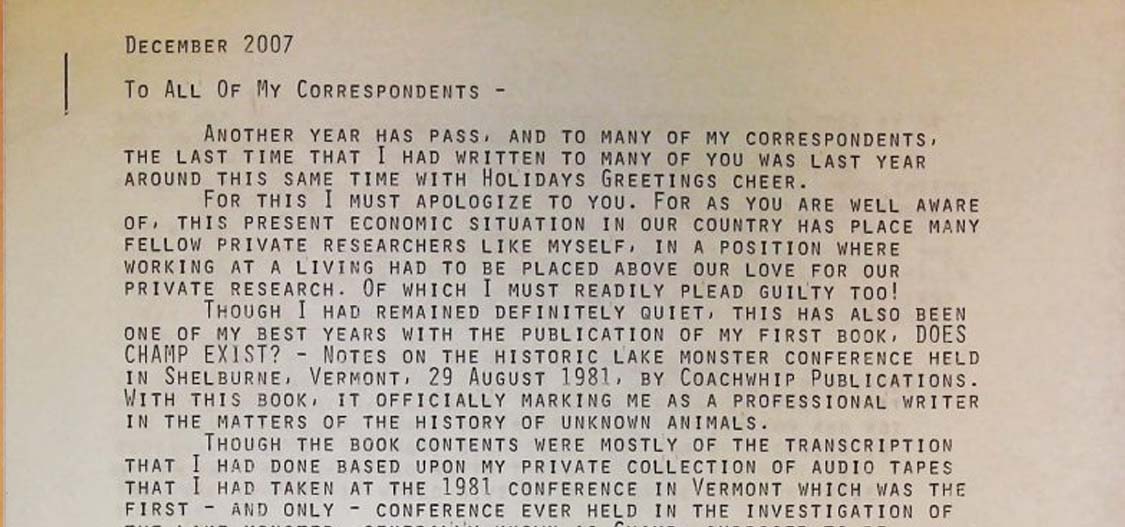 DECEMBER 2007
TO ALL OF MY CORRESPONDENTS -
ANOTHER YEAR HAS PASS, AND TO MANY OF MY CORRESPONDENTS,
THE LAST TIME THAT I HAD WRITTEN TO MANY OF YOU WAS LAST YEAR
AROUND THIS SAME TIME WITH HOLIDAYS GREETINGS CHEER.
FOR THIS I MUST APOLOGIZE TO YOU. FOR AS YOU ARE WELL AWARE
OF, THIS PRESENT ECONOMIC SITUATION IN OUR COUNTRY HAS PLACE MANY
FELLOW PRIVATE RESEARCHERS LIKE MYSELF, IN A POSITION WHERE
WORKING AT A LIVING HAD TO BE PLACED ABOVE OUR LOVE FOR OUR
PRIVATE RESEARCH. OF WHICH I MUST READILY PLEAD GUILTY TOO!
THOUGH I HAD REMAINED DEFINITELY QUIET, THIS HAS ALSO BEEN
ONE OF MY BEST YEARS WITH THE PUBLICATION OF MY FIRST BOOK, DOES
CHAMP EXIST? - NOTES ON THE HISTORIC LAKE MONSTER CONFERENCE HELD
IN SHELBURNE, VERMONT, 29 AUGUST 1981, BY COACHWHIP PUBLICATIONS.
WITH THIS BOOK, IT OFFICIALLY MARKING ME AS A PROFESSIONAL WRITER
IN THE MATTERS OF THE HISTORY OF UNKNOWN ANIMALS.
THOUGH THE BOOK CONTENTS WERE MOSTLY OF THE TRANSCRIPTION
THAT I HAD DONE BASED UPON MY PRIVATE COLLECTION OF AUDIO TAPES
THAT I HAD TAKEN AT THE 1981 CONFERENCE IN VERMONT WHICH WAS THE
FIRST - AND ONLY - CONFERENCE EVER HELD IN THE INVESTIGATION OF